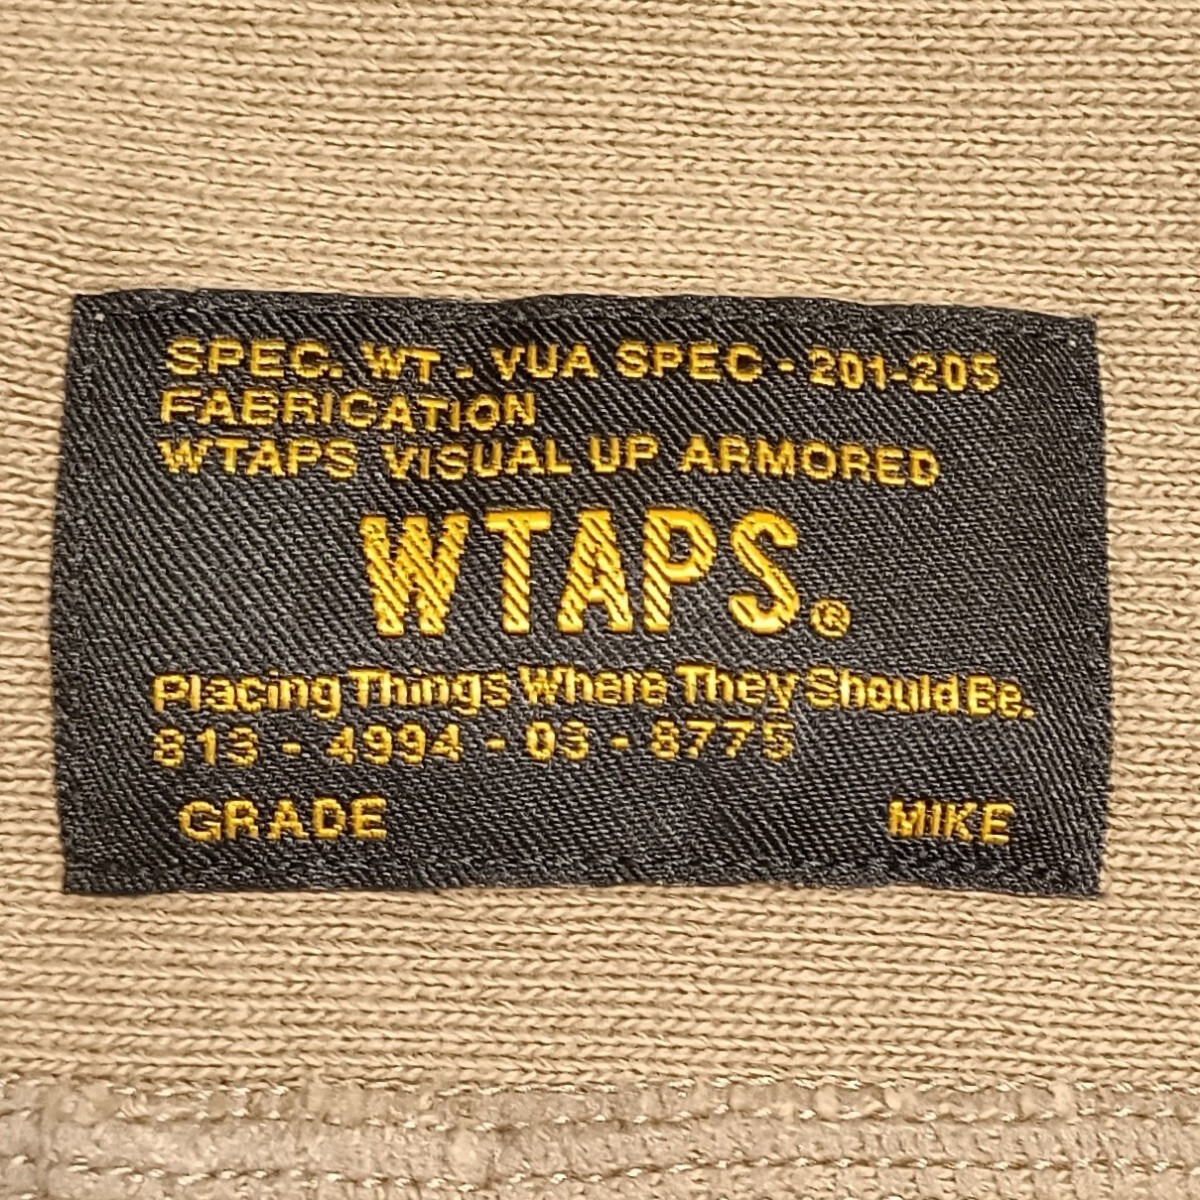 SPEC. WT - VUA SPEC - 201-205
FABRICATION
WTAPS VISUAL UP ARMORED
WTAPS.®
Placing Things Where They Should Be.
813 - 4994 - 03 - 8775
GRADE MIKE